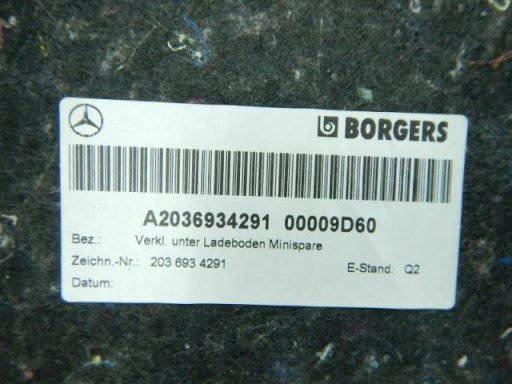 BORGERS
A2036934291 00009D60
Bez.: Verkl. unter Ladeboden Minispare
Zeichn.-Nr.: 203 693 4291 E-Stand: Q2
Datum: